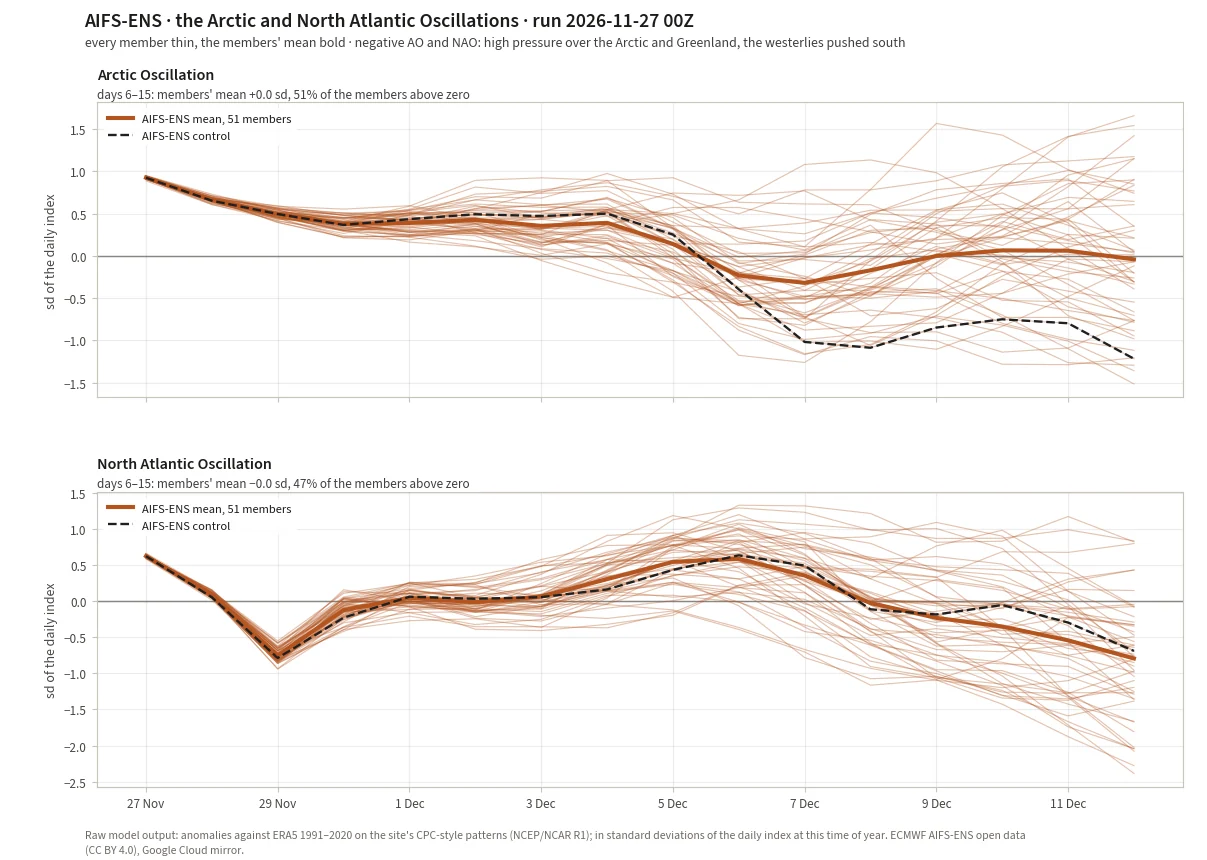 AIFS-ENS · the Arctic and North Atlantic Oscillations · run 2026-11-27 00Z
every member thin, the members' mean bold · negative AO and NAO: high pressure over the Arctic and Greenland, the westerlies pushed south
Arctic Oscillation
days 6–15: members' mean +0.0 sd, 51% of the members above zero
AIFS-ENS mean, 51 members
AIFS-ENS control
1.5
1.0
0.5
0.0
−0.5
−1.0
−1.5
sd of the daily index
North Atlantic Oscillation
days 6–15: members' mean −0.0 sd, 47% of the members above zero
AIFS-ENS mean, 51 members
AIFS-ENS control
1.5
1.0
0.5
0.0
−0.5
−1.0
−1.5
−2.0
−2.5
sd of the daily index
27 Nov
29 Nov
1 Dec
3 Dec
5 Dec
7 Dec
9 Dec
11 Dec
Raw model output: anomalies against ERA5 1991–2020 on the site's CPC-style patterns (NCEP/NCAR R1); in standard deviations of the daily index at this time of year. ECMWF AIFS-ENS open data
(CC BY 4.0), Google Cloud mirror.